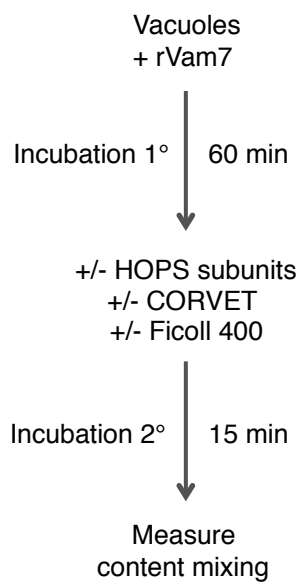 Vacuoles
+ rVam7
Incubation 1° 60 min
+/- HOPS subunits
+/- CORVET
+/- Ficoll 400
Incubation 2° 15 min
Measure
content mixing